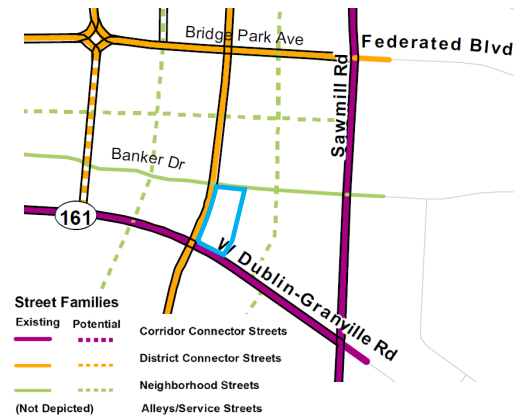 Bridge Park Ave
Federated Blvd
Sawmill Rd
Banker Dr
161
W Dublin-Granville Rd
Street Families
Existing Potential
Corridor Connector Streets
District Connector Streets
Neighborhood Streets
(Not Depicted) Alleys/Service Streets